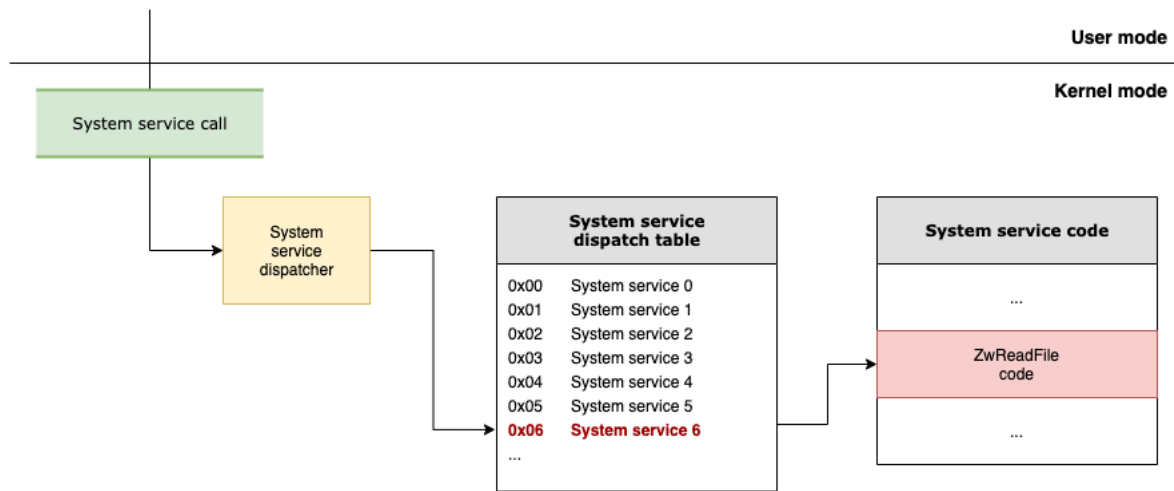 User mode
Kernel mode
System service call
System
service
dispatcher
System service
dispatch table
0x00 System service 0
0x01 System service 1
0x02 System service 2
0x03 System service 3
0x04 System service 4
0x05 System service 5
0x06 System service 6
...
System service code
...
ZwReadFile
code
...